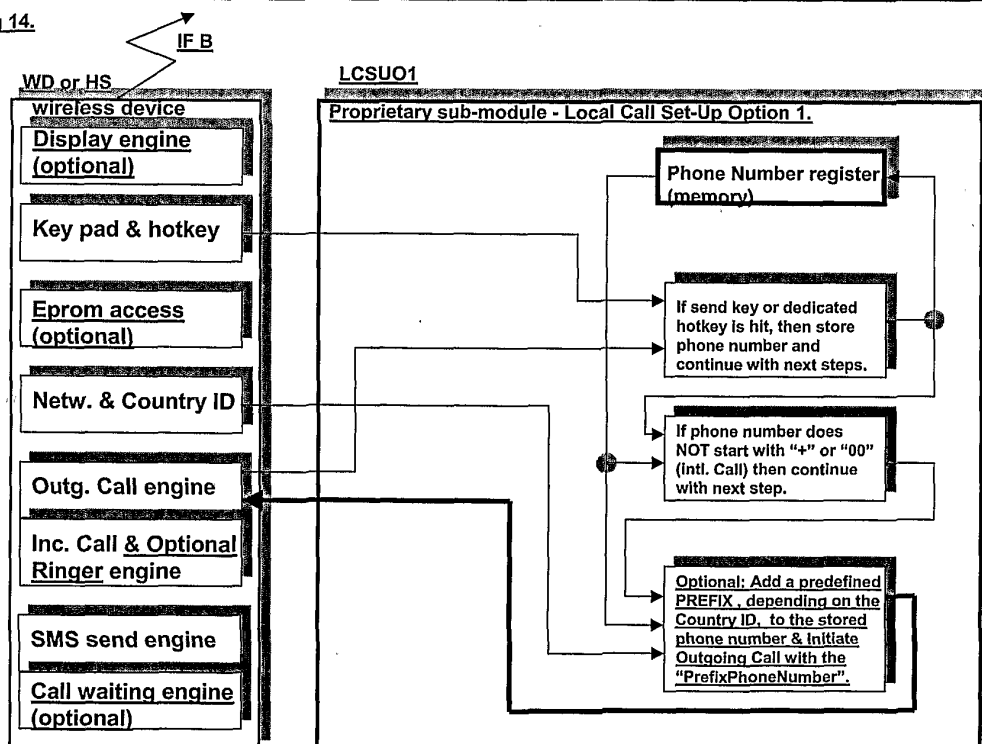 14.
IF B
WD or HS
wireless device
Display engine
(optional)
Key pad & hotkey
Eprom access
(optional)
Netw. & Country ID
Outg. Call engine
Inc. Call & Optional
Ringer engine
SMS send engine
Call waiting engine
(optional)
LCSUO1
Proprietary sub-module - Local Call Set-Up Option 1.
Phone Number register
(memory)
If send key or dedicated
hotkey is hit, then store
phone number and
continue with next steps.
If phone number does
NOT start with "+" or "00"
(intl. Call) then continue
with next step.
Optional: Add a predefined
PREFIX , depending on the
Country ID, to the stored
phone number & Initiate
Outgoing Call with the
"PrefixPhoneNumber".